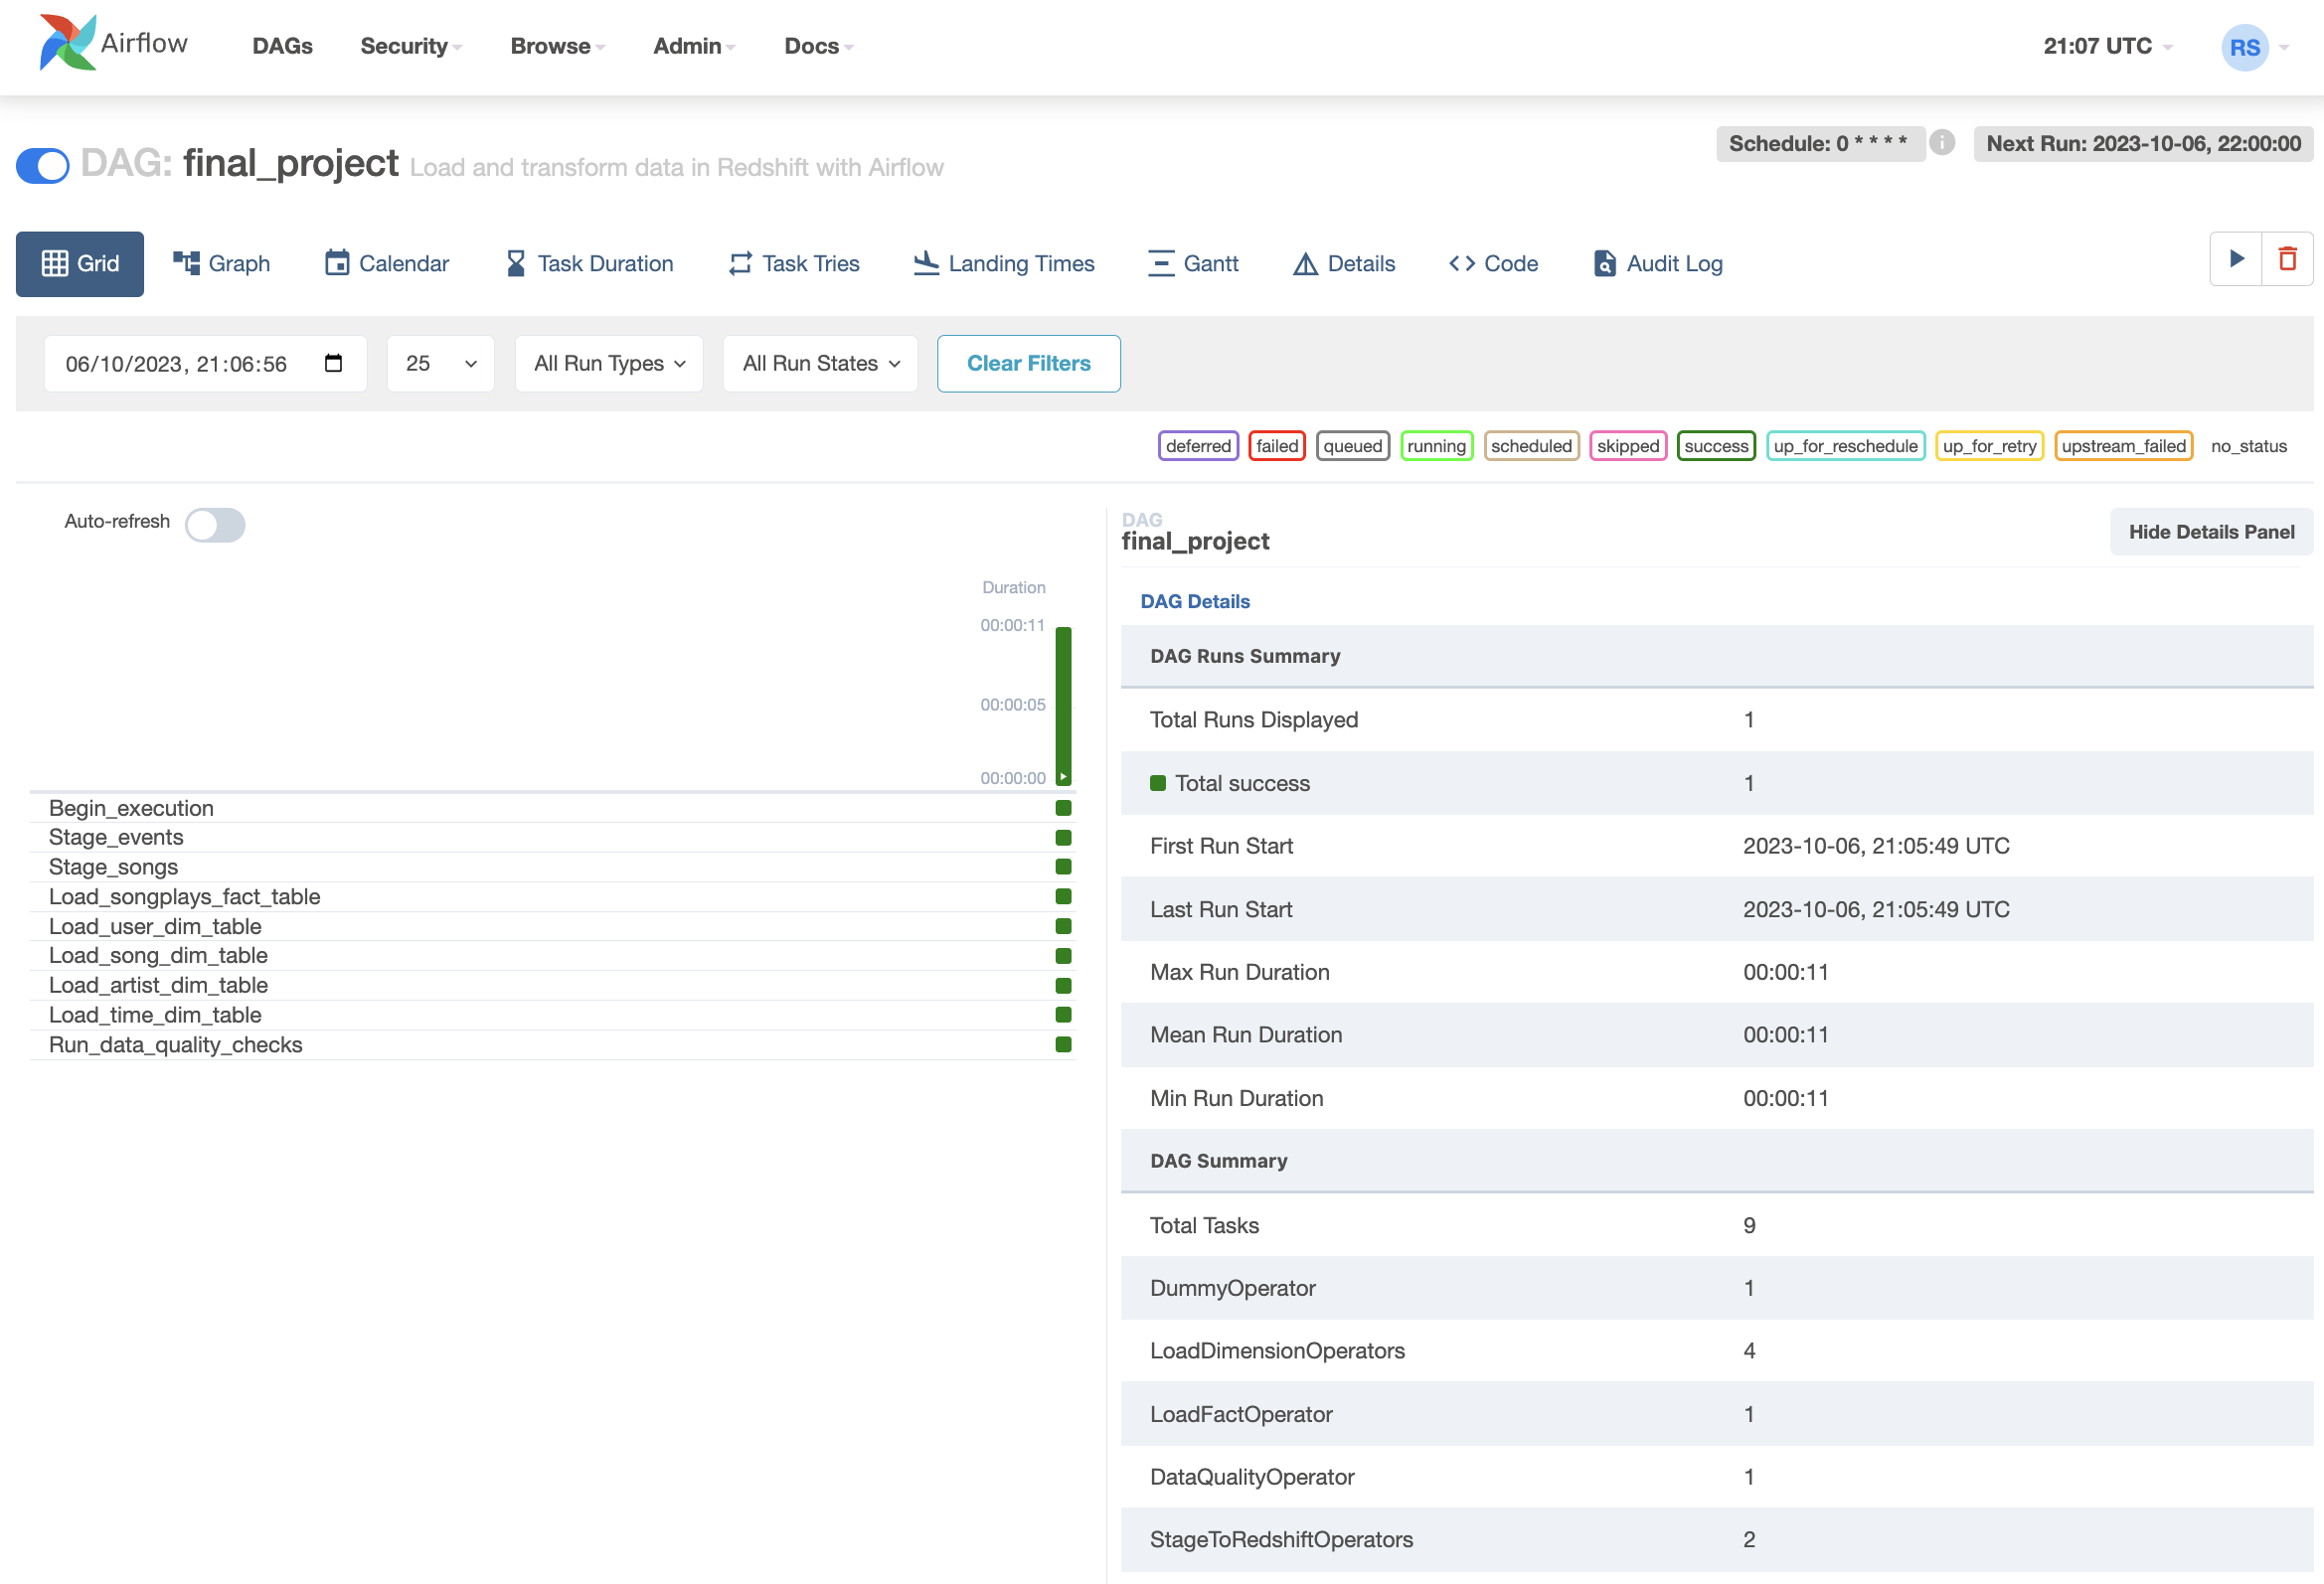 Airflow DAGs Security Browse Admin Docs 21:07 UTC RS
Schedule: 0 * * * * i Next Run: 2023-10-06, 22:00:00
DAG: final_project Load and transform data in Redshift with Airflow
Grid Graph Calendar Task Duration Task Tries Landing Times Gantt Details Code Audit Log
06/10/2023, 21:06:56 25 All Run Types All Run States Clear Filters
deferred failed queued running scheduled skipped success up_for_reschedule up_for_retry upstream_failed no_status
Auto-refresh
Duration
00:00:11
00:00:05
00:00:00
Begin_execution
Stage_events
Stage_songs
Load_songplays_fact_table
Load_user_dim_table
Load_song_dim_table
Load_artist_dim_table
Load_time_dim_table
Run_data_quality_checks
DAG
final_project
Hide Details Panel
DAG Details
DAG Runs Summary
Total Runs Displayed 1
Total success 1
First Run Start 2023-10-06, 21:05:49 UTC
Last Run Start 2023-10-06, 21:05:49 UTC
Max Run Duration 00:00:11
Mean Run Duration 00:00:11
Min Run Duration 00:00:11
DAG Summary
Total Tasks 9
DummyOperator 1
LoadDimensionOperators 4
LoadFactOperator 1
DataQualityOperator 1
StageToRedshiftOperators 2